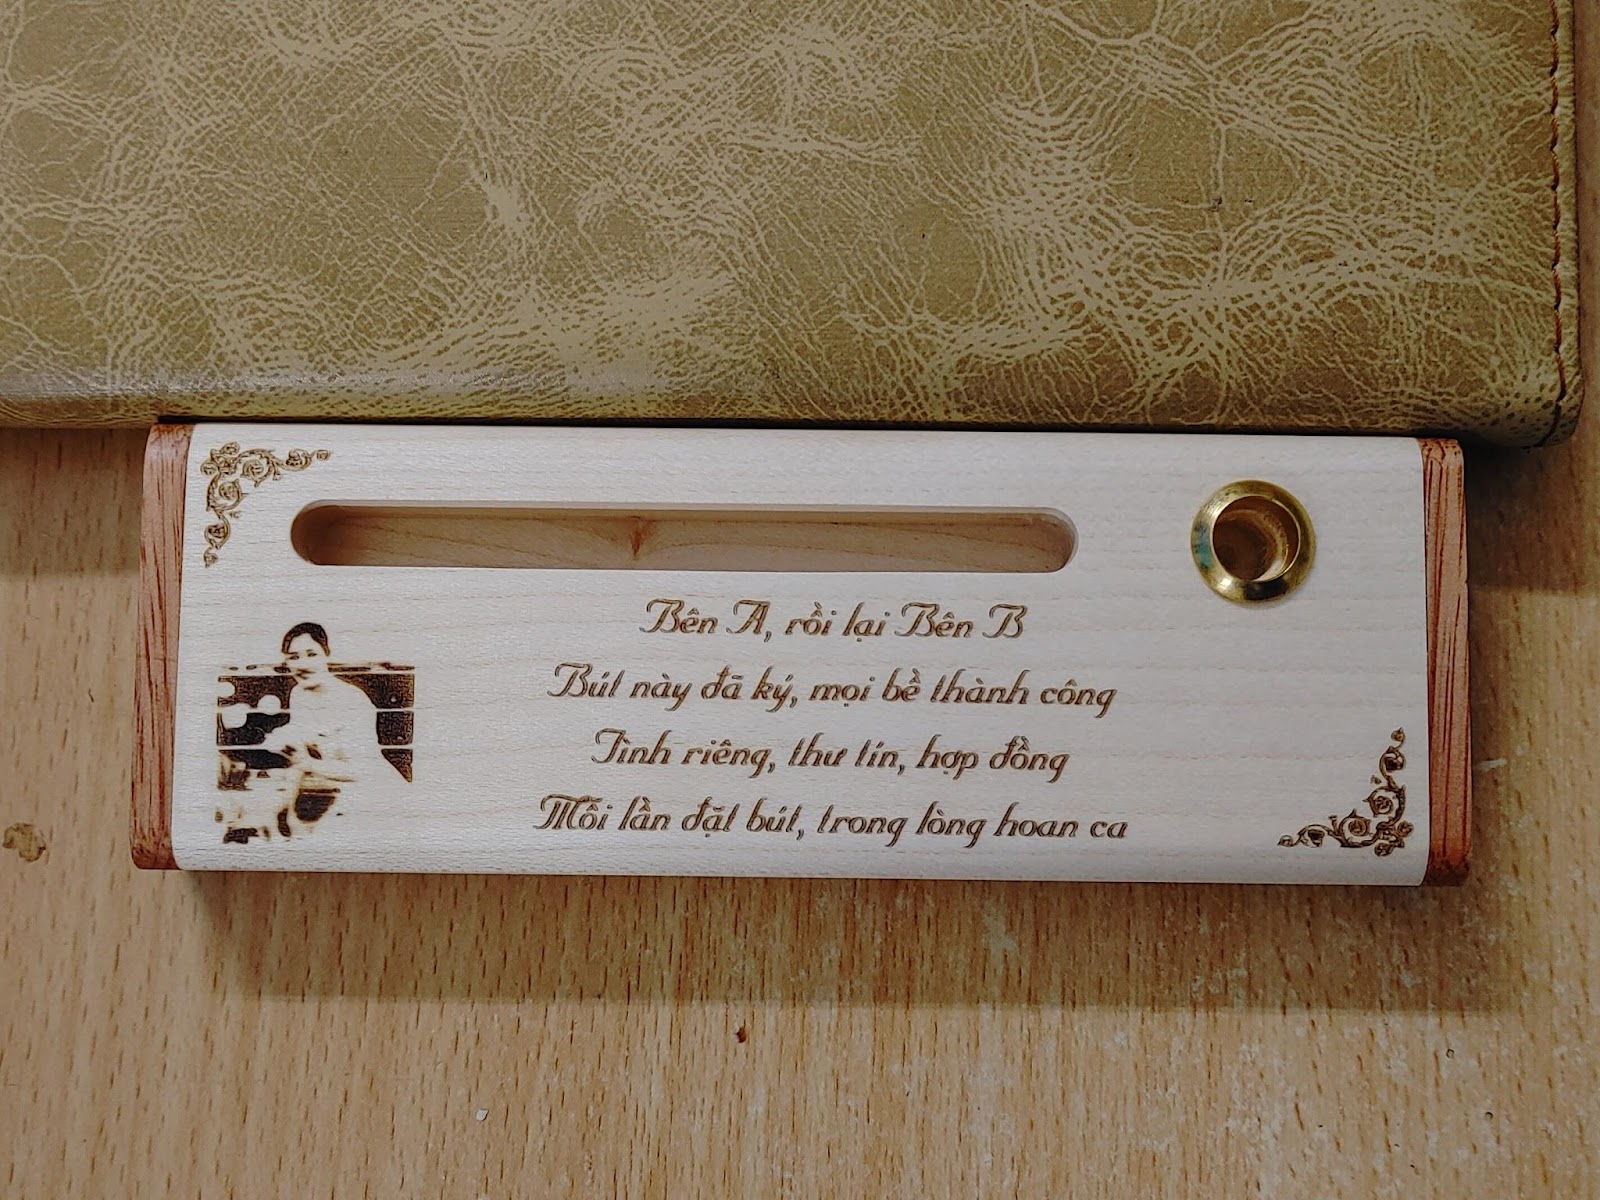 Bên A, rồi lại Bên B
Bút này đã ký, mọi bề thành công
Tình riêng, thư tín, hợp đồng
Mỗi lần đặt bút, trong lòng hoan ca